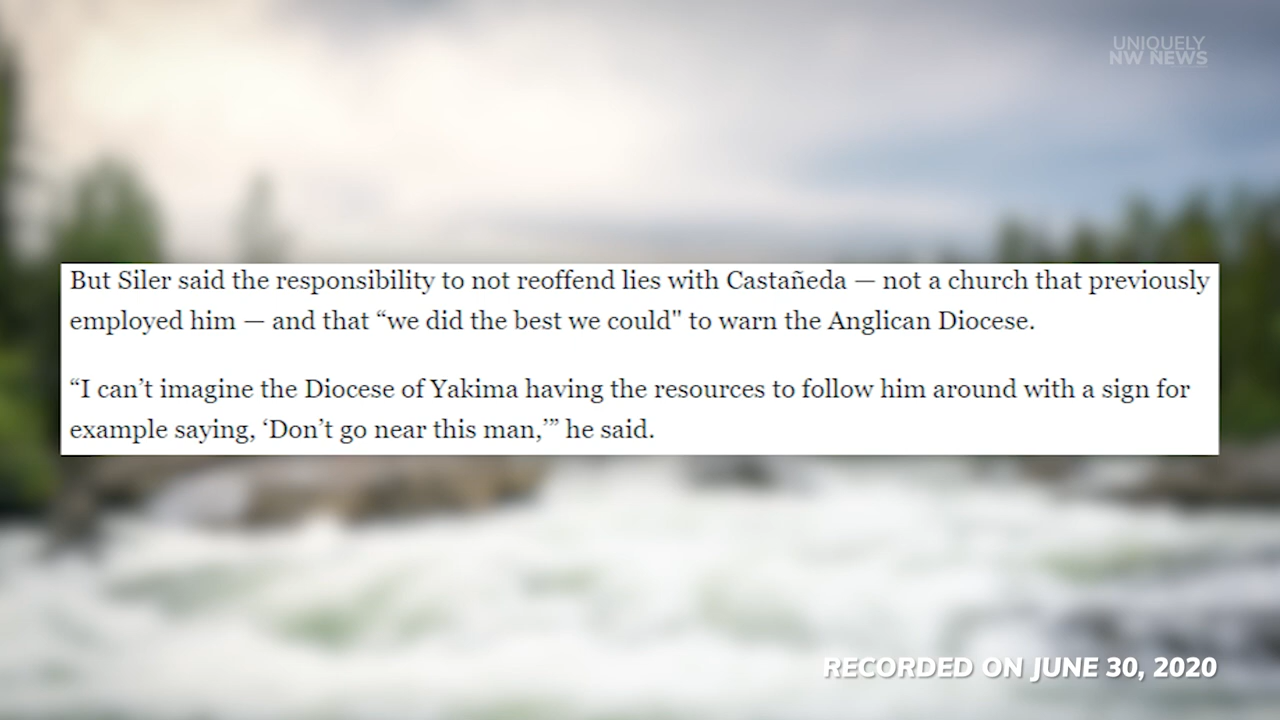 UNIQUELY
NW NEWS
But Siler said the responsibility to not reoffend lies with Castañeda — not a church that previously
employed him — and that “we did the best we could" to warn the Anglican Diocese.
“I can’t imagine the Diocese of Yakima having the resources to follow him around with a sign for
example saying, ‘Don’t go near this man,’” he said.
RECORDED ON JUNE 30, 2020